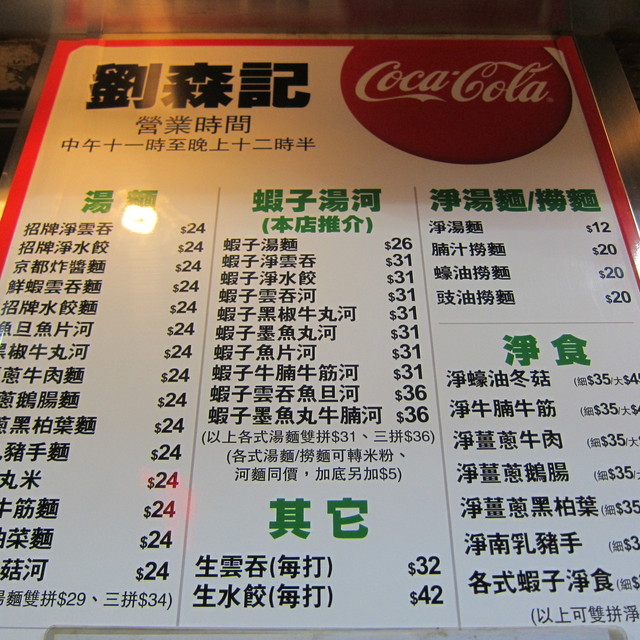 劉森記
Coca-Cola
營業時間
中午十一時至晚上十二時半
湯麵
招牌淨雲吞 $24
招牌淨水餃 $24
京都炸醬麵 $24
鮮蝦雲吞麵 $24
招牌水餃麵 $24
魚旦魚片河 $24
黑椒牛丸河 $24
蔥牛肉麵 $24
蔥鵝腸麵 $24
蔥黑柏葉麵 $24
乳豬手麵 $24
丸米 $24
牛筋麵 $24
油菜麵 $24
菇河 $24
湯麵雙拼$29、三拼$34)
蝦子湯河
(本店推介)
蝦子湯麵 $26
蝦子淨雲吞 $31
蝦子淨水餃 $31
蝦子雲吞河 $31
蝦子黑椒牛丸河 $31
蝦子墨魚丸河 $31
蝦子魚片河 $31
蝦子牛腩牛筋河 $31
蝦子雲吞魚旦河 $36
蝦子墨魚丸牛腩河 $36
(以上各式湯麵雙拼$31、三拼$36)
(各式湯麵/撈麵可轉米粉、
河麵同價，加底另加$5)
其它
生雲吞(每打) $32
生水餃(每打) $42
淨湯麵/撈麵
淨湯麵 $12
腩汁撈麵 $20
蠔油撈麵 $20
豉油撈麵 $20
淨食
淨蠔油冬菇 (細$35/大$45
淨牛腩牛筋 (細$35/大$4
淨薑蔥牛肉 (細$35/大$
淨薑蔥鵝腸 (細$35/
淨薑蔥黑柏葉 (細$35
淨南乳豬手 (細$3
各式蝦子淨食 (細$
(以上可雙拼淨